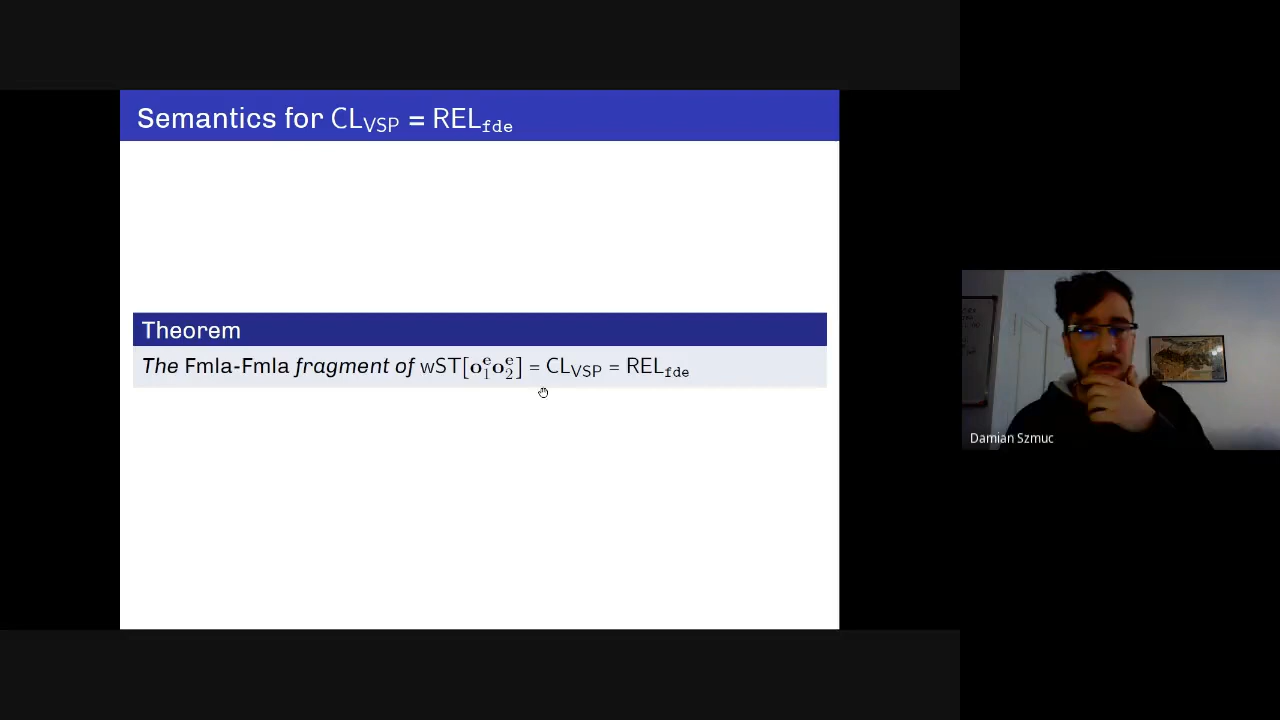 Semantics for CL_VSP = REL_fde
Theorem
The Fmla-Fmla fragment of wST[o₁ᵉo₂ᵉ] = CL_VSP = REL_fde
Damian Szmuc